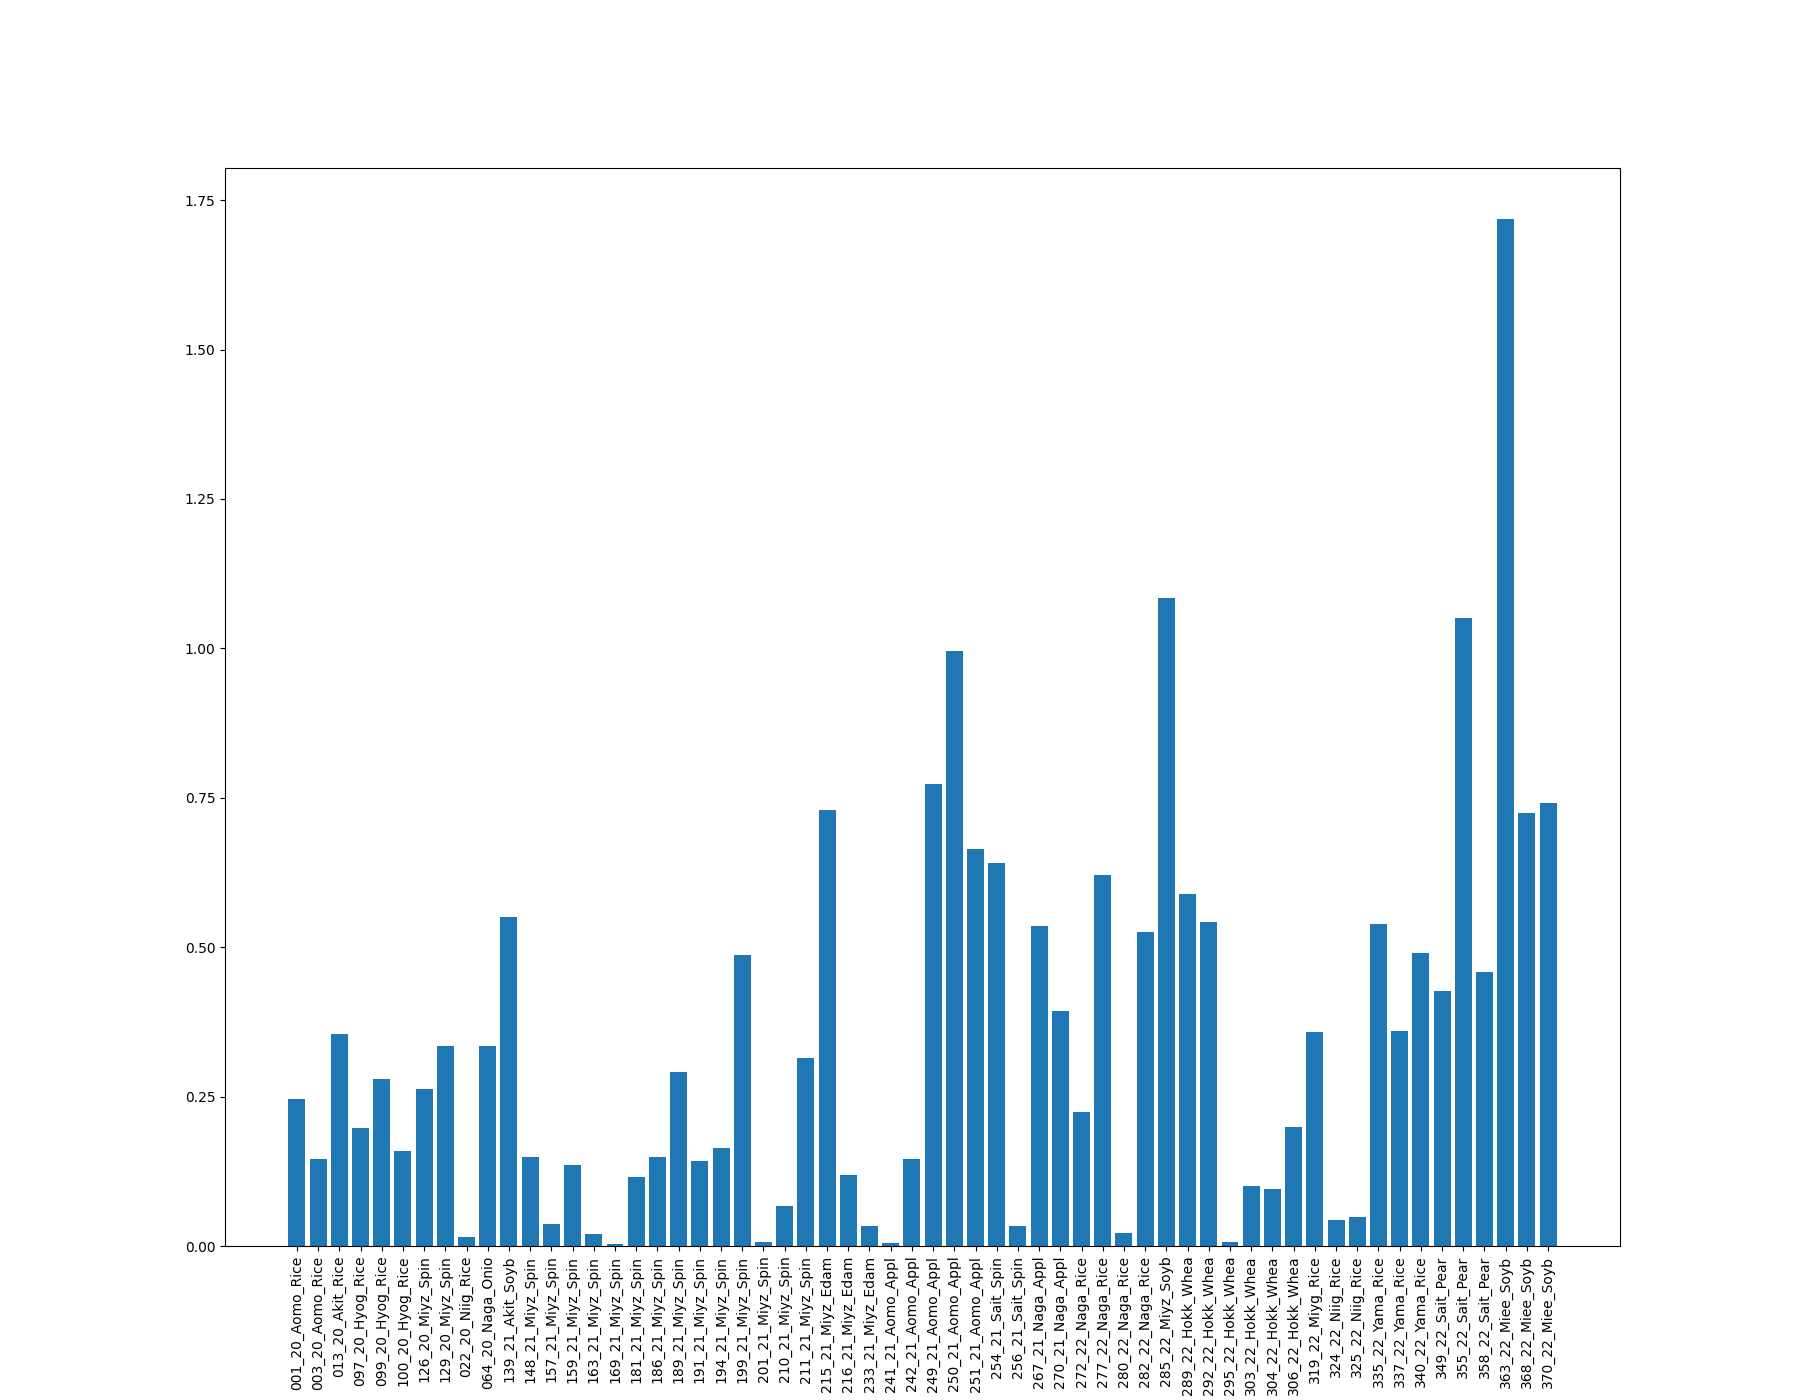 1.75
1.50
1.25
1.00
0.75
0.50
0.25
0.00
001_20_Aomo_Rice
003_20_Aomo_Rice
013_20_Akit_Rice
097_20_Hyog_Rice
099_20_Hyog_Rice
100_20_Hyog_Rice
126_20_Miyz_Spin
129_20_Miyz_Spin
022_20_Niig_Rice
064_20_Naga_Onio
139_21_Akit_Soyb
148_21_Miyz_Spin
157_21_Miyz_Spin
159_21_Miyz_Spin
163_21_Miyz_Spin
169_21_Miyz_Spin
181_21_Miyz_Spin
186_21_Miyz_Spin
189_21_Miyz_Spin
191_21_Miyz_Spin
194_21_Miyz_Spin
199_21_Miyz_Spin
201_21_Miyz_Spin
210_21_Miyz_Spin
211_21_Miyz_Spin
215_21_Miyz_Edam
216_21_Miyz_Edam
233_21_Miyz_Edam
241_21_Aomo_Appl
242_21_Aomo_Appl
249_21_Aomo_Appl
250_21_Aomo_Appl
251_21_Aomo_Appl
254_21_Sait_Spin
256_21_Sait_Spin
267_21_Naga_Appl
270_21_Naga_Appl
272_22_Naga_Rice
277_22_Naga_Rice
280_22_Naga_Rice
282_22_Naga_Rice
285_22_Miyz_Soyb
289_22_Hokk_Whea
292_22_Hokk_Whea
295_22_Hokk_Whea
303_22_Hokk_Whea
304_22_Hokk_Whea
306_22_Hokk_Whea
319_22_Miyg_Rice
324_22_Niig_Rice
325_22_Niig_Rice
335_22_Yama_Rice
337_22_Yama_Rice
340_22_Yama_Rice
349_22_Sait_Pear
355_22_Sait_Pear
358_22_Sait_Pear
363_22_Miee_Soyb
368_22_Miee_Soyb
370_22_Miee_Soyb